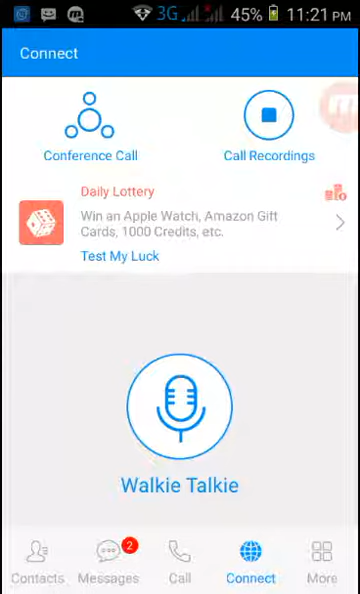 3G 45% 11:21 PM
Connect
Conference Call
Call Recordings
Daily Lottery
Win an Apple Watch, Amazon Gift
Cards, 1000 Credits, etc.
Test My Luck
Walkie Talkie
2
Contacts Messages Call Connect More